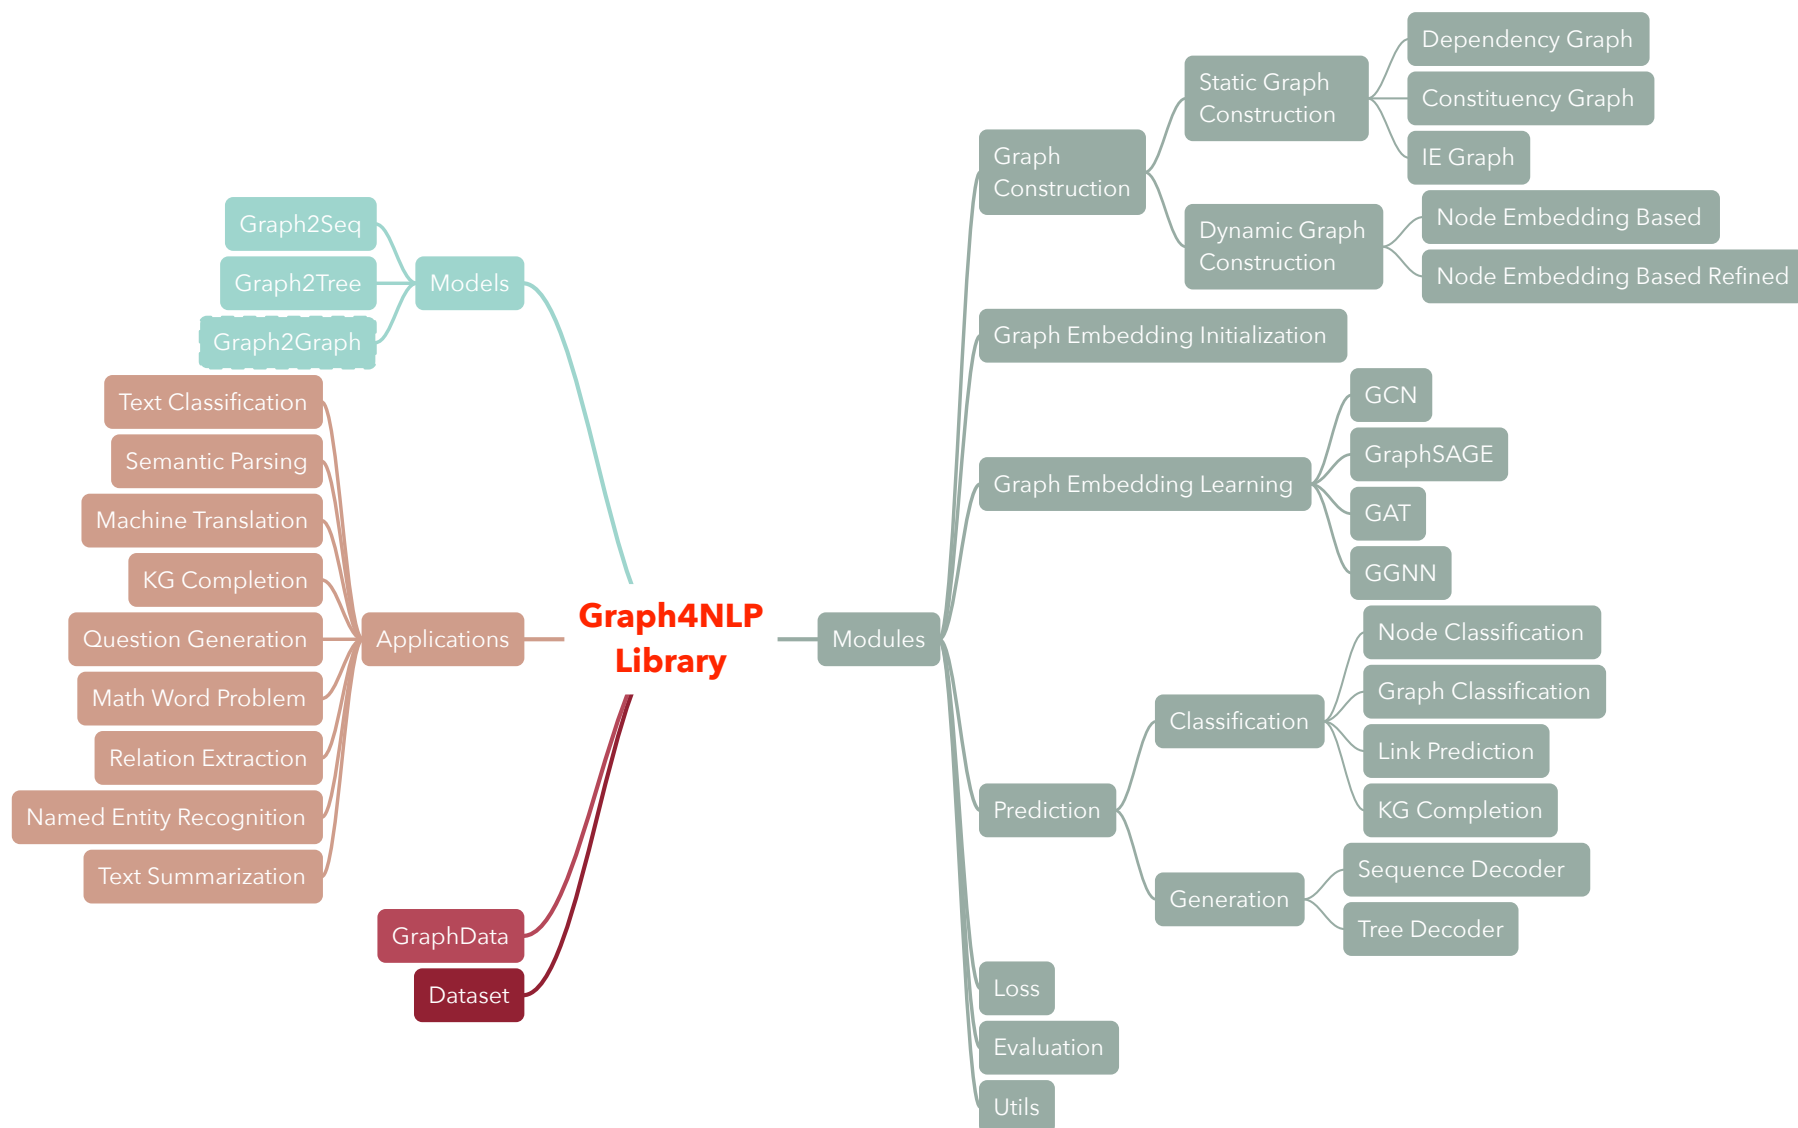 Graph4NLP
Library
Models
Graph2Seq
Graph2Tree
Graph2Graph
Applications
Text Classification
Semantic Parsing
Machine Translation
KG Completion
Question Generation
Math Word Problem
Relation Extraction
Named Entity Recognition
Text Summarization
GraphData
Dataset
Modules
Graph
Construction
Static Graph
Construction
Dependency Graph
Constituency Graph
IE Graph
Dynamic Graph
Construction
Node Embedding Based
Node Embedding Based Refined
Graph Embedding Initialization
Graph Embedding Learning
GCN
GraphSAGE
GAT
GGNN
Prediction
Classification
Node Classification
Graph Classification
Link Prediction
KG Completion
Generation
Sequence Decoder
Tree Decoder
Loss
Evaluation
Utils